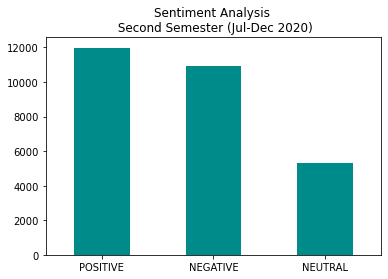 Sentiment Analysis
Second Semester (Jul-Dec 2020)
12000
10000
8000
6000
4000
2000
0
POSITIVE NEGATIVE NEUTRAL